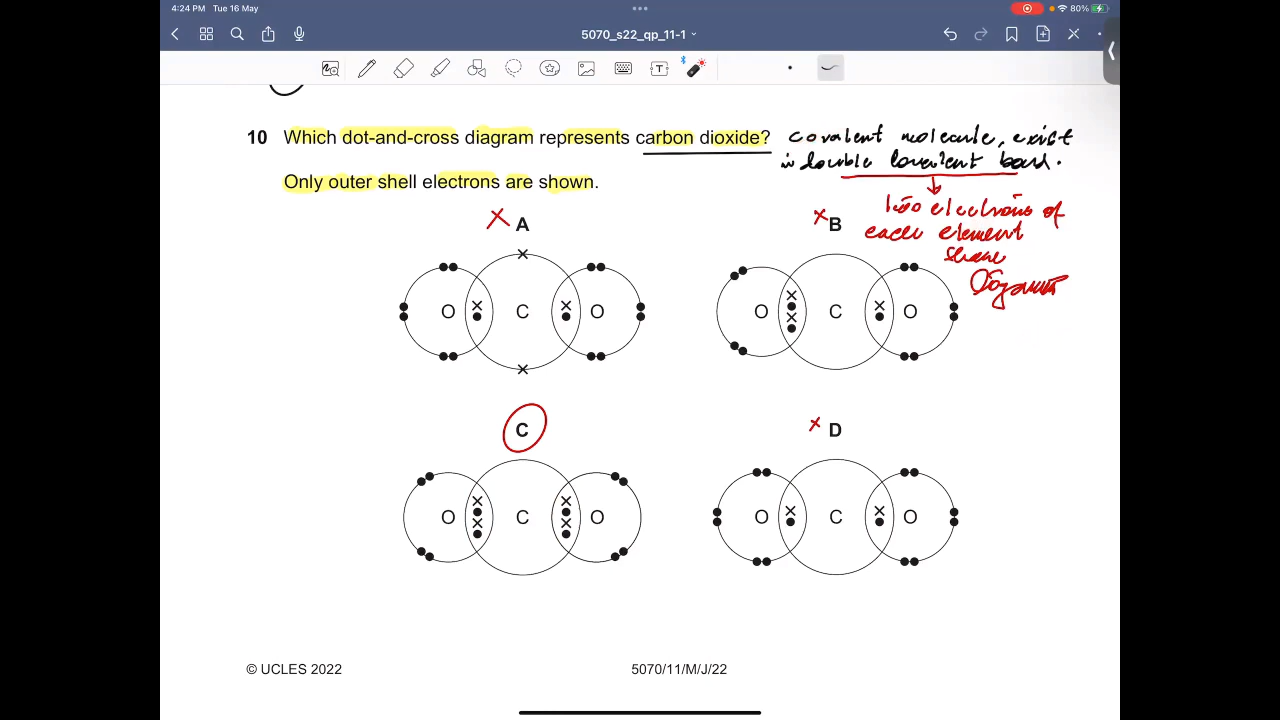 4:24 PM Tue 16 May
80%
5070_s22_qp_11-1
T
10 Which dot-and-cross diagram represents carbon dioxide?
covalent molecule, exist
in double covalent bond.
Only outer shell electrons are shown.
two electrons of
each element
share
A
B
O C O
O C O
C
D
O C O
O C O
© UCLES 2022
5070/11/M/J/22